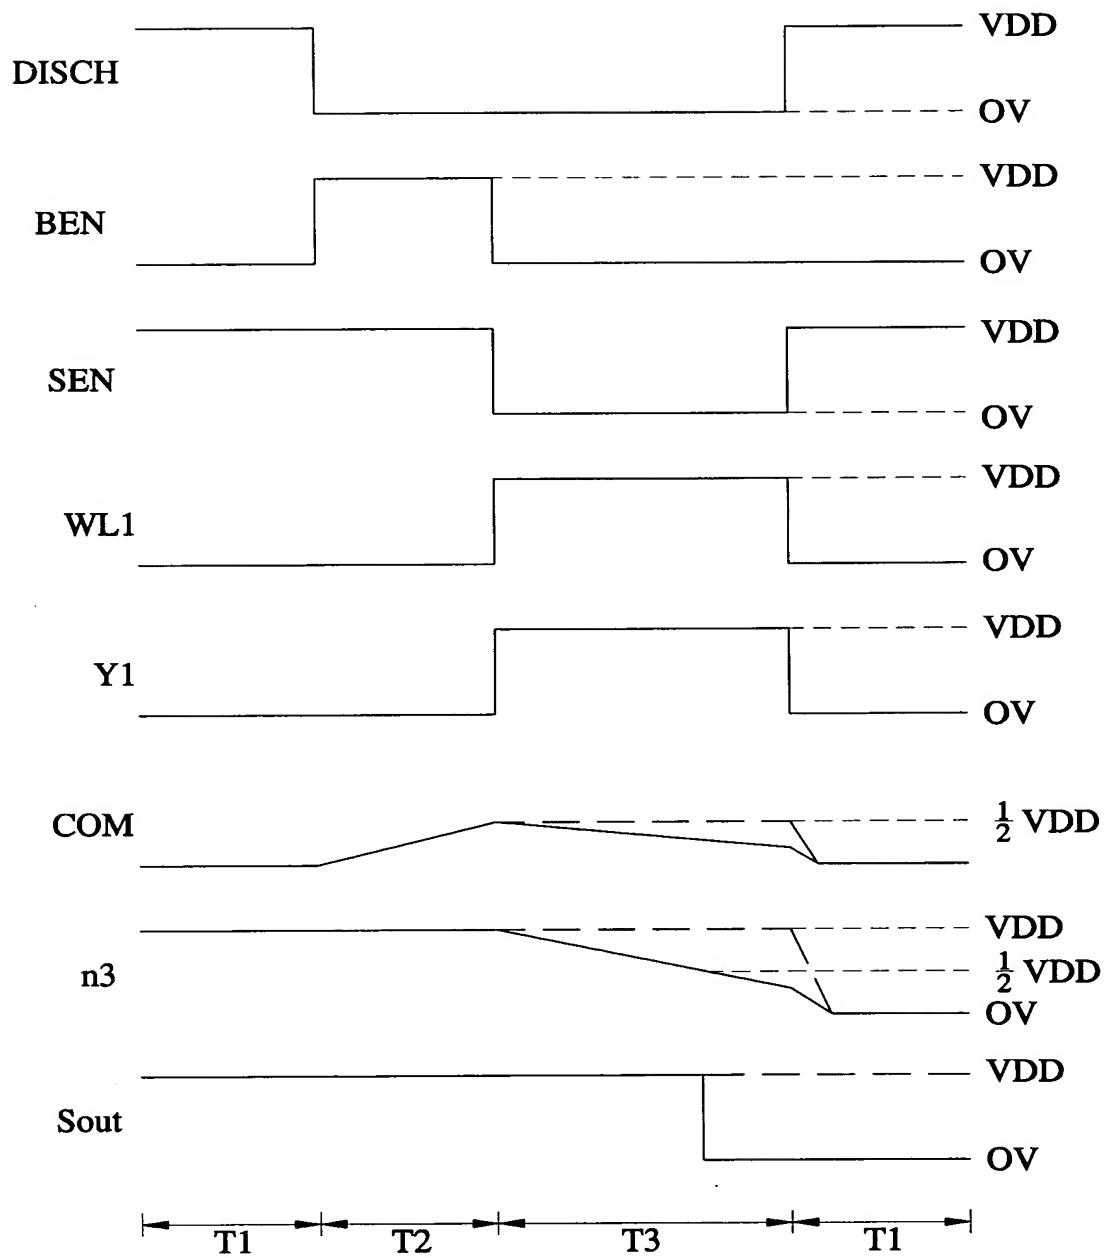 VDD
DISCH
OV
VDD
BEN
OV
VDD
SEN
OV
VDD
WL1
OV
VDD
Y1
OV
COM
1/2 VDD
VDD
n3
1/2 VDD
OV
VDD
Sout
OV
T1 T2 T3 T1